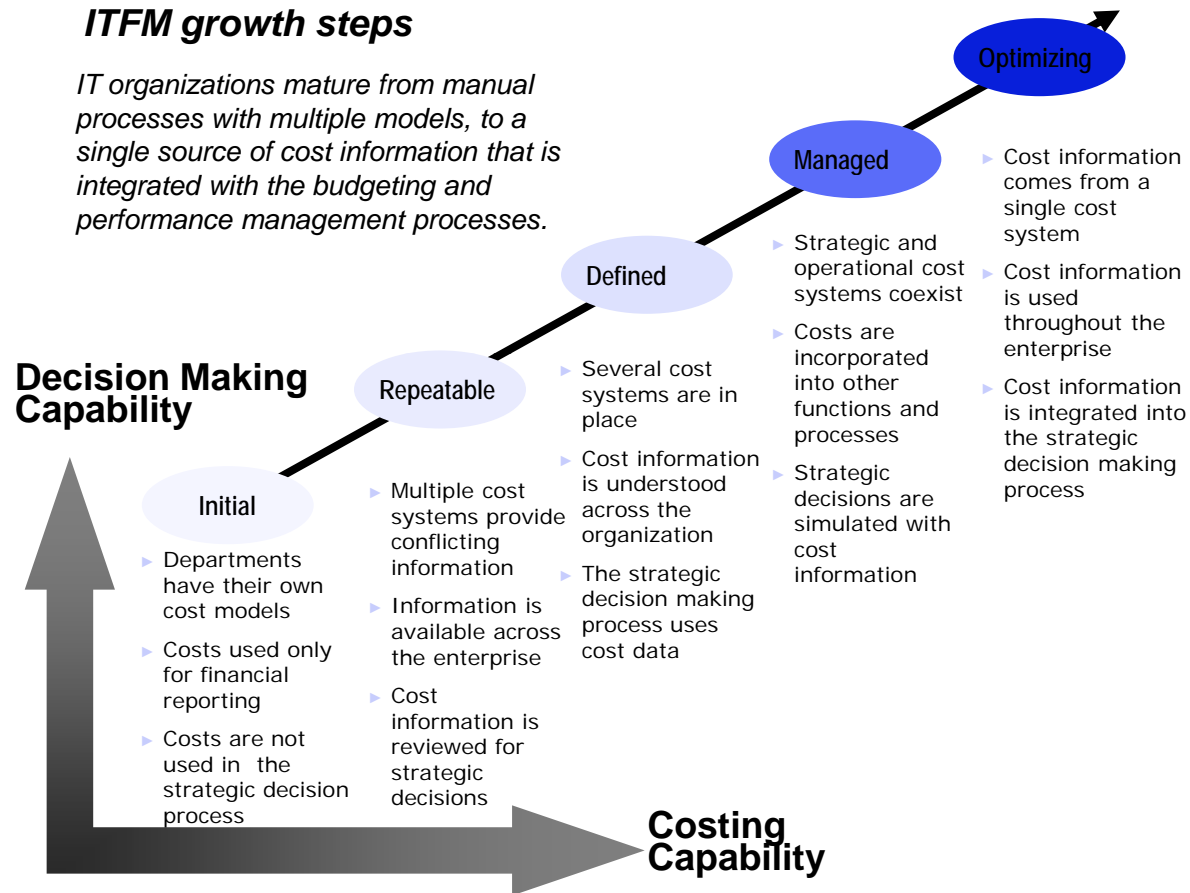 ITFM growth steps
IT organizations mature from manual
processes with multiple models, to a
single source of cost information that is
integrated with the budgeting and
performance management processes.
Optimizing
Managed
Defined
Repeatable
Initial
Decision Making
Capability
Departments
have their own
cost models
Costs used only
for financial
reporting
Costs are not
used in the
strategic decision
process
Multiple cost
systems provide
conflicting
information
Information is
available across
the enterprise
Cost
information is
reviewed for
strategic
decisions
Several cost
systems are in
place
Cost information
is understood
across the
organization
The strategic
decision making
process uses
cost data
Strategic and
operational cost
systems coexist
Costs are
incorporated
into other
functions and
processes
Strategic
decisions are
simulated with
cost
information
Cost information
comes from a
single cost
system
Cost information
is used
throughout the
enterprise
Cost information
is integrated into
the strategic
decision making
process
Costing
Capability